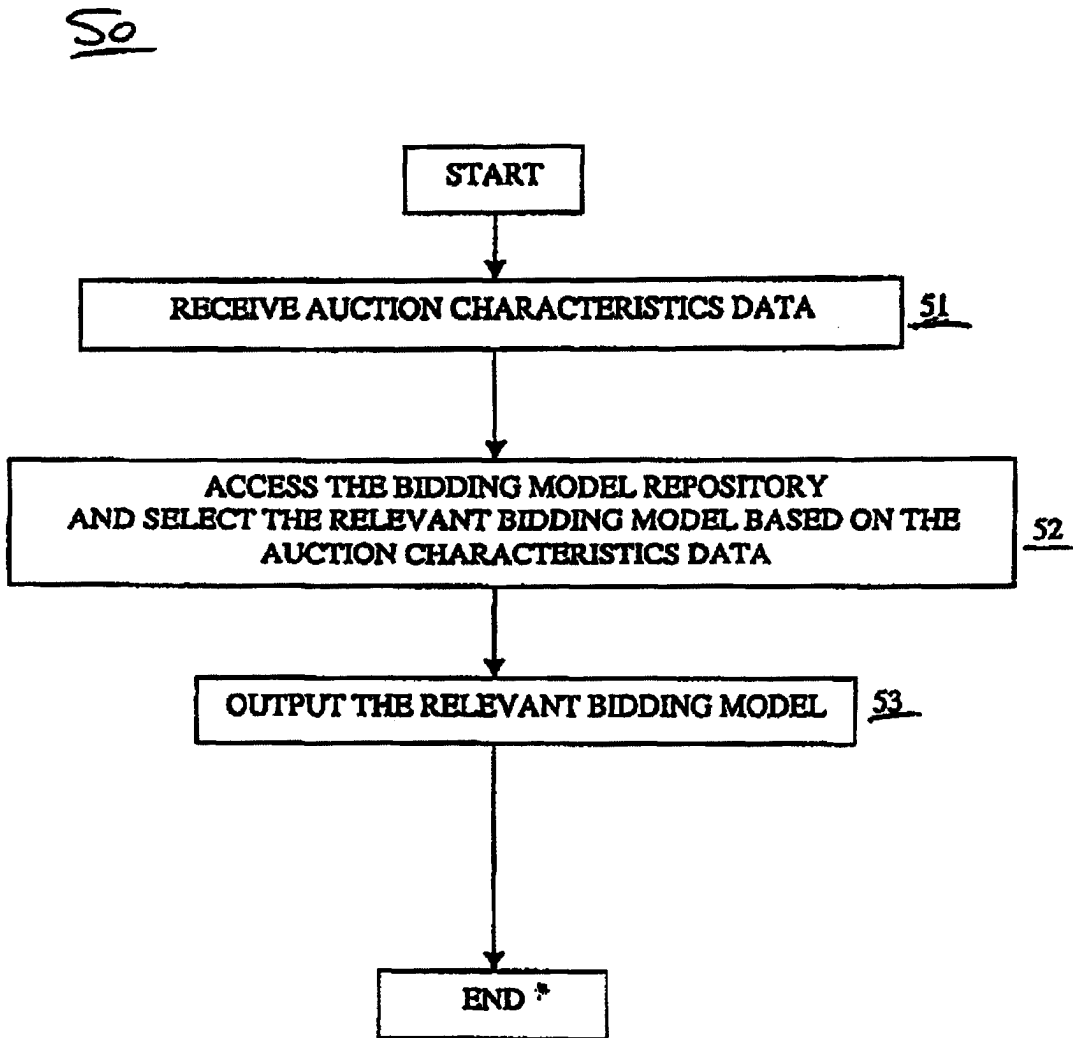 50
START
RECEIVE AUCTION CHARACTERISTICS DATA 51
ACCESS THE BIDDING MODEL REPOSITORY
AND SELECT THE RELEVANT BIDDING MODEL BASED ON THE 52
AUCTION CHARACTERISTICS DATA
OUTPUT THE RELEVANT BIDDING MODEL 53
END